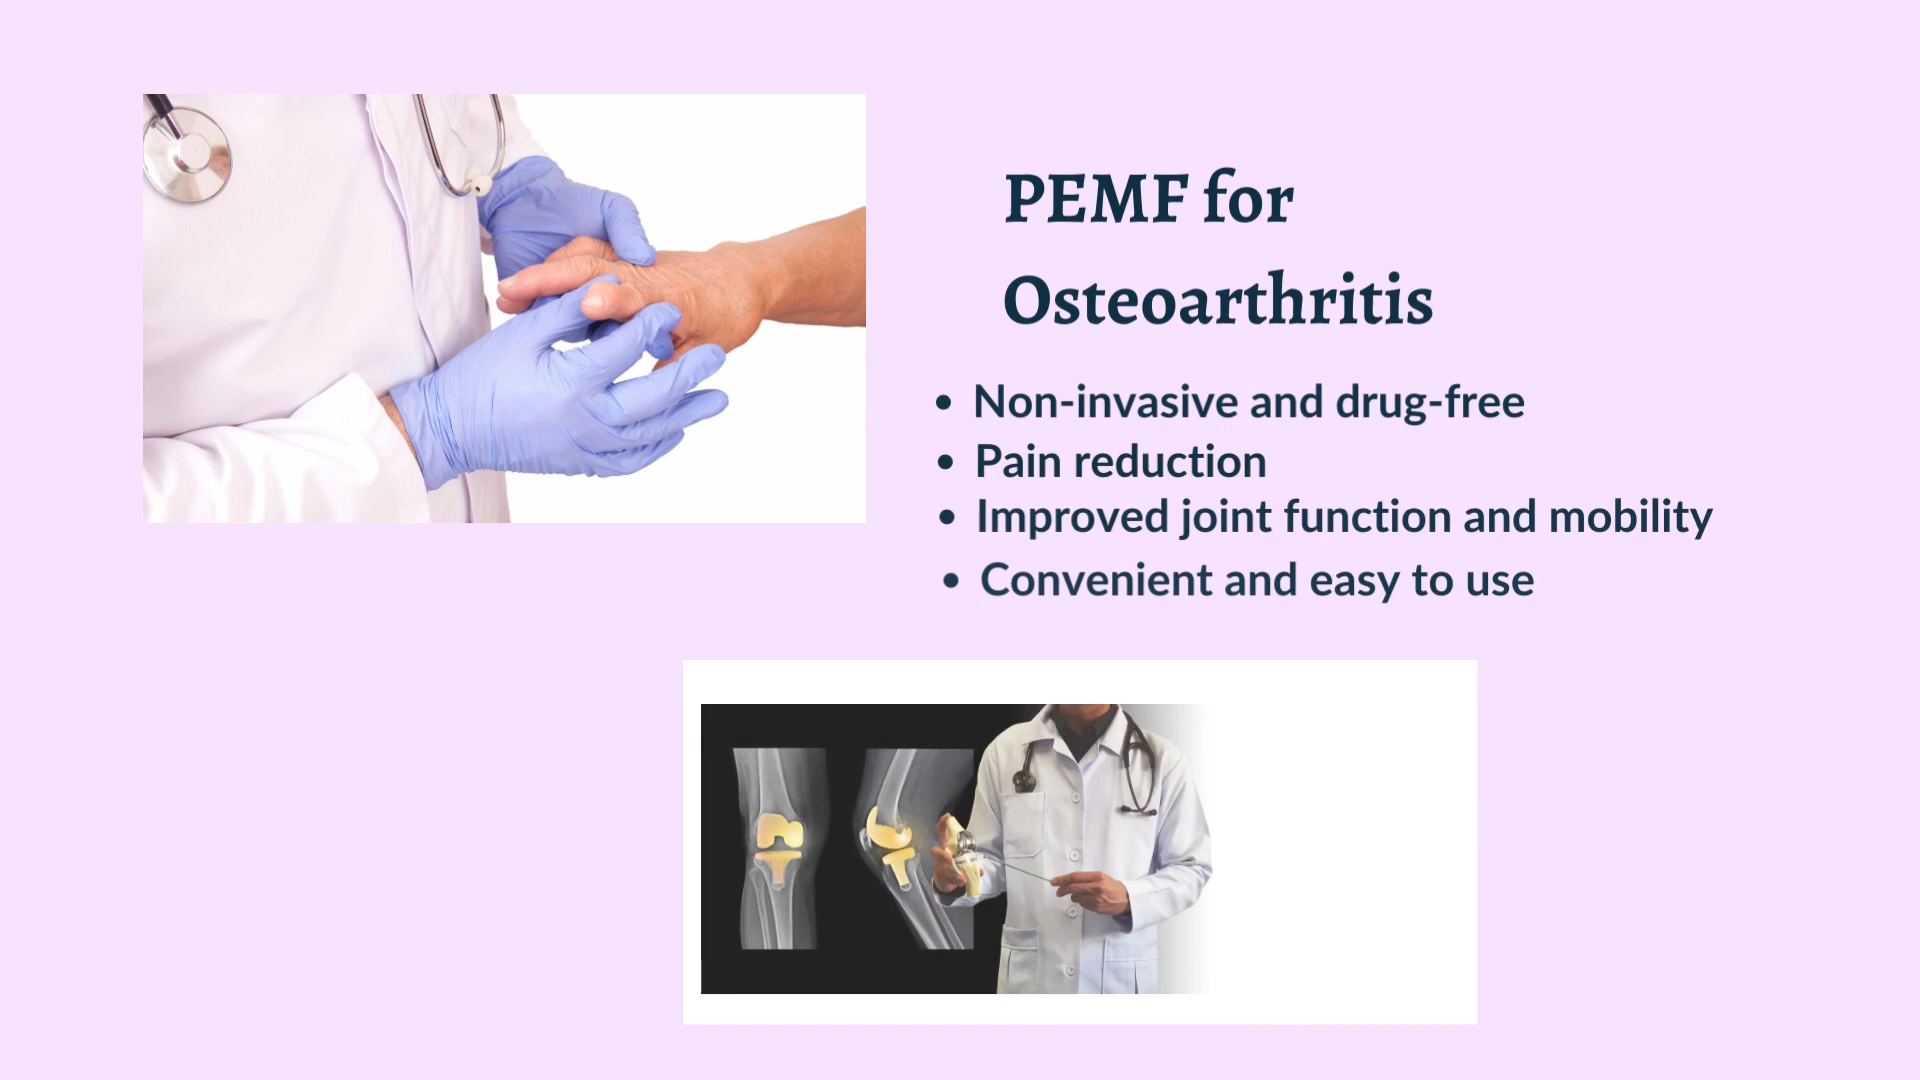 PEMF for
Osteoarthritis
• Non-invasive and drug-free
• Pain reduction
• Improved joint function and mobility
• Convenient and easy to use